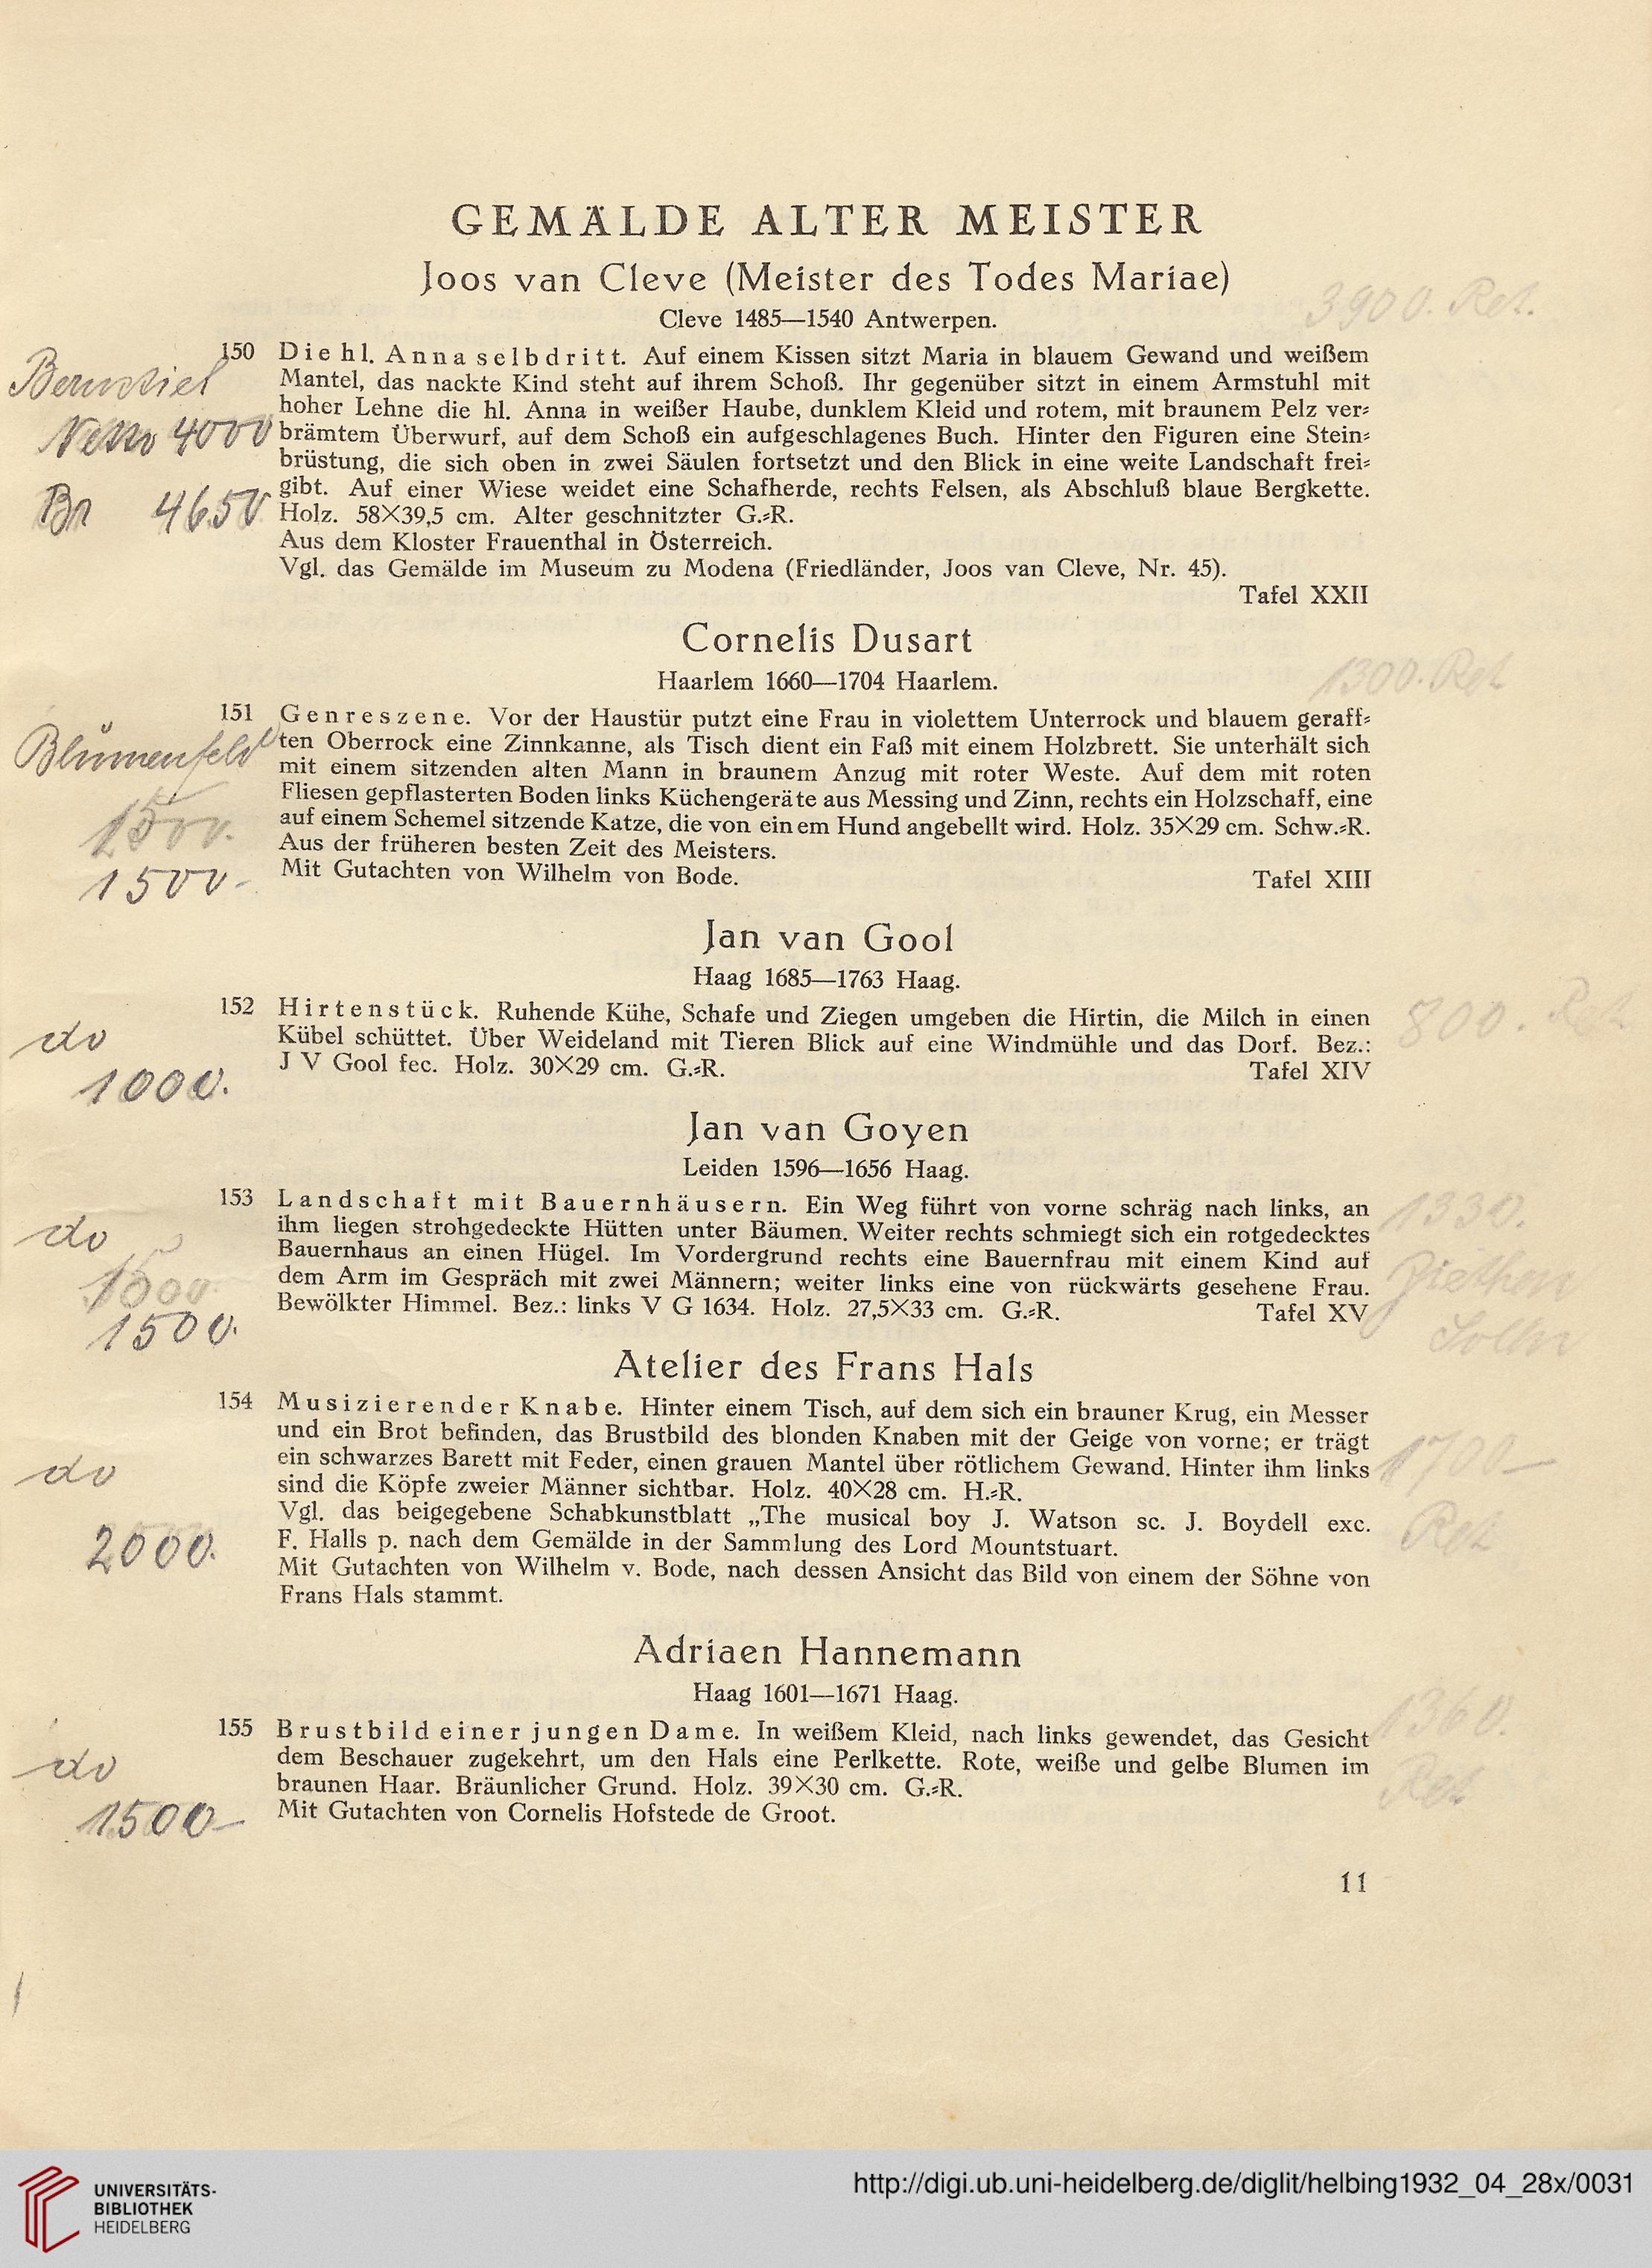 GEMÄLDE ALTER MEISTER
Joos van Cleve (Meister des Todes Mariae)
3900. Ret.
Cleve 1485—1540 Antwerpen.
150 Die hl. Anna selbdritt. Auf einem Kissen sitzt Maria in blauem Gewand und weißem
Mantel, das nackte Kind steht auf ihrem Schoß. Ihr gegenüber sitzt in einem Armstuhl mit
hoher Lehne die hl. Anna in weißer Haube, dunklem Kleid und rotem, mit braunem Pelz ver=
Netto 4000
brämtem Überwurf, auf dem Schoß ein aufgeschlagenes Buch. Hinter den Figuren eine Stein=
brüstung, die sich oben in zwei Säulen fortsetzt und den Blick in eine weite Landschaft frei=
Br 4650
gibt. Auf einer Wiese weidet eine Schafherde, rechts Felsen, als Abschluß blaue Bergkette.
Holz. 58×39,5 cm. Alter geschnitzter G.=R.
Aus dem Kloster Frauenthal in Österreich.
Vgl. das Gemälde im Museum zu Modena (Friedländer, Joos van Cleve, Nr. 45).
Tafel XXII
Cornelis Dusart
Haarlem 1660—1704 Haarlem.
1300. Ret
151 Genreszene. Vor der Haustür putzt eine Frau in violettem Unterrock und blauem geraff=
Blumenfeld
ten Oberrock eine Zinnkanne, als Tisch dient ein Faß mit einem Holzbrett. Sie unterhält sich
mit einem sitzenden alten Mann in braunem Anzug mit roter Weste. Auf dem mit roten
Fliesen gepflasterten Boden links Küchengeräte aus Messing und Zinn, rechts ein Holzschaff, eine
auf einem Schemel sitzende Katze, die von einem Hund angebellt wird. Holz. 35×29 cm. Schw.=R.
1500.
Aus der früheren besten Zeit des Meisters.
Mit Gutachten von Wilhelm von Bode. Tafel XIII
1500-
Jan van Gool
Haag 1685—1763 Haag.
152 Hirtenstück. Ruhende Kühe, Schafe und Ziegen umgeben die Hirtin, die Milch in einen
800. Ret
do
Kübel schüttet. Über Weideland mit Tieren Blick auf eine Windmühle und das Dorf. Bez.:
J V Gool fec. Holz. 30×29 cm. G.=R. Tafel XIV
1000.
Jan van Goyen
Leiden 1596—1656 Haag.
153 Landschaft mit Bauernhäusern. Ein Weg führt von vorne schräg nach links, an
1330.
do
ihm liegen strohgedeckte Hütten unter Bäumen. Weiter rechts schmiegt sich ein rotgedecktes
Bauernhaus an einen Hügel. Im Vordergrund rechts eine Bauernfrau mit einem Kind auf
dem Arm im Gespräch mit zwei Männern; weiter links eine von rückwärts gesehene Frau.
Bewölkter Himmel. Bez.: links V G 1634. Holz. 27,5×33 cm. G.=R. Tafel XV
1500.
Atelier des Frans Hals
154 Musizierender Knabe. Hinter einem Tisch, auf dem sich ein brauner Krug, ein Messer
und ein Brot befinden, das Brustbild des blonden Knaben mit der Geige von vorne; er trägt
ein schwarzes Barett mit Feder, einen grauen Mantel über rötlichem Gewand. Hinter ihm links
1700-
do
sind die Köpfe zweier Männer sichtbar. Holz. 40×28 cm. H.=R.
Vgl. das beigegebene Schabkunstblatt „The musical boy J. Watson sc. J. Boydell exc.
Ret
2000.
F. Halls p. nach dem Gemälde in der Sammlung des Lord Mountstuart.
Mit Gutachten von Wilhelm v. Bode, nach dessen Ansicht das Bild von einem der Söhne von
Frans Hals stammt.
Adriaen Hannemann
Haag 1601—1671 Haag.
1360.
155 Brustbild einer jungen Dame. In weißem Kleid, nach links gewendet, das Gesicht
do
dem Beschauer zugekehrt, um den Hals eine Perlkette. Rote, weiße und gelbe Blumen im
Ret
braunen Haar. Bräunlicher Grund. Holz. 39×30 cm. G.=R.
1500-
Mit Gutachten von Cornelis Hofstede de Groot.
11
UNIVERSITÄTS-
BIBLIOTHEK
HEIDELBERG
http://digi.ub.uni-heidelberg.de/diglit/helbing1932_04_28x/0031